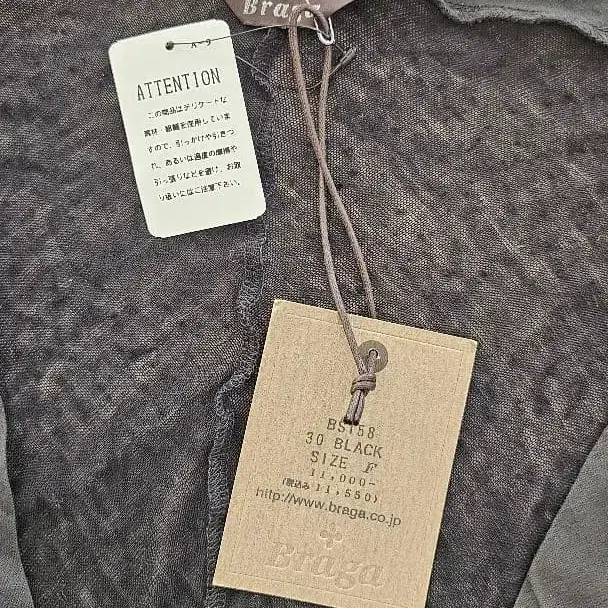 Braga
A-9
ATTENTION
この商品はデリケートな
素材・組織を使用していま
すので、引っかけや引きつ
れ、あるいは過度の摩擦や
引っ張りなどを避け、お取
り扱いにはご注意下さい。
BS158
30 BLACK
SIZE F
11,000-
(税込み 11,550)
http://www.braga.co.jp
Braga